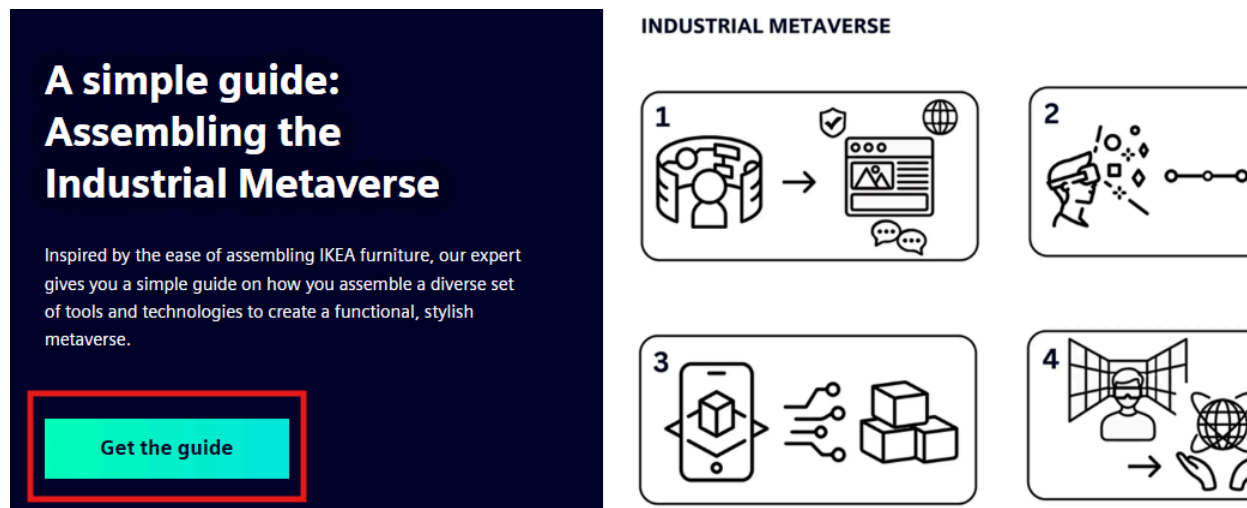 A simple guide:
Assembling the
Industrial Metaverse
Inspired by the ease of assembling IKEA furniture, our expert
gives you a simple guide on how you assemble a diverse set
of tools and technologies to create a functional, stylish
metaverse.
Get the guide
INDUSTRIAL METAVERSE
1
2
3
4